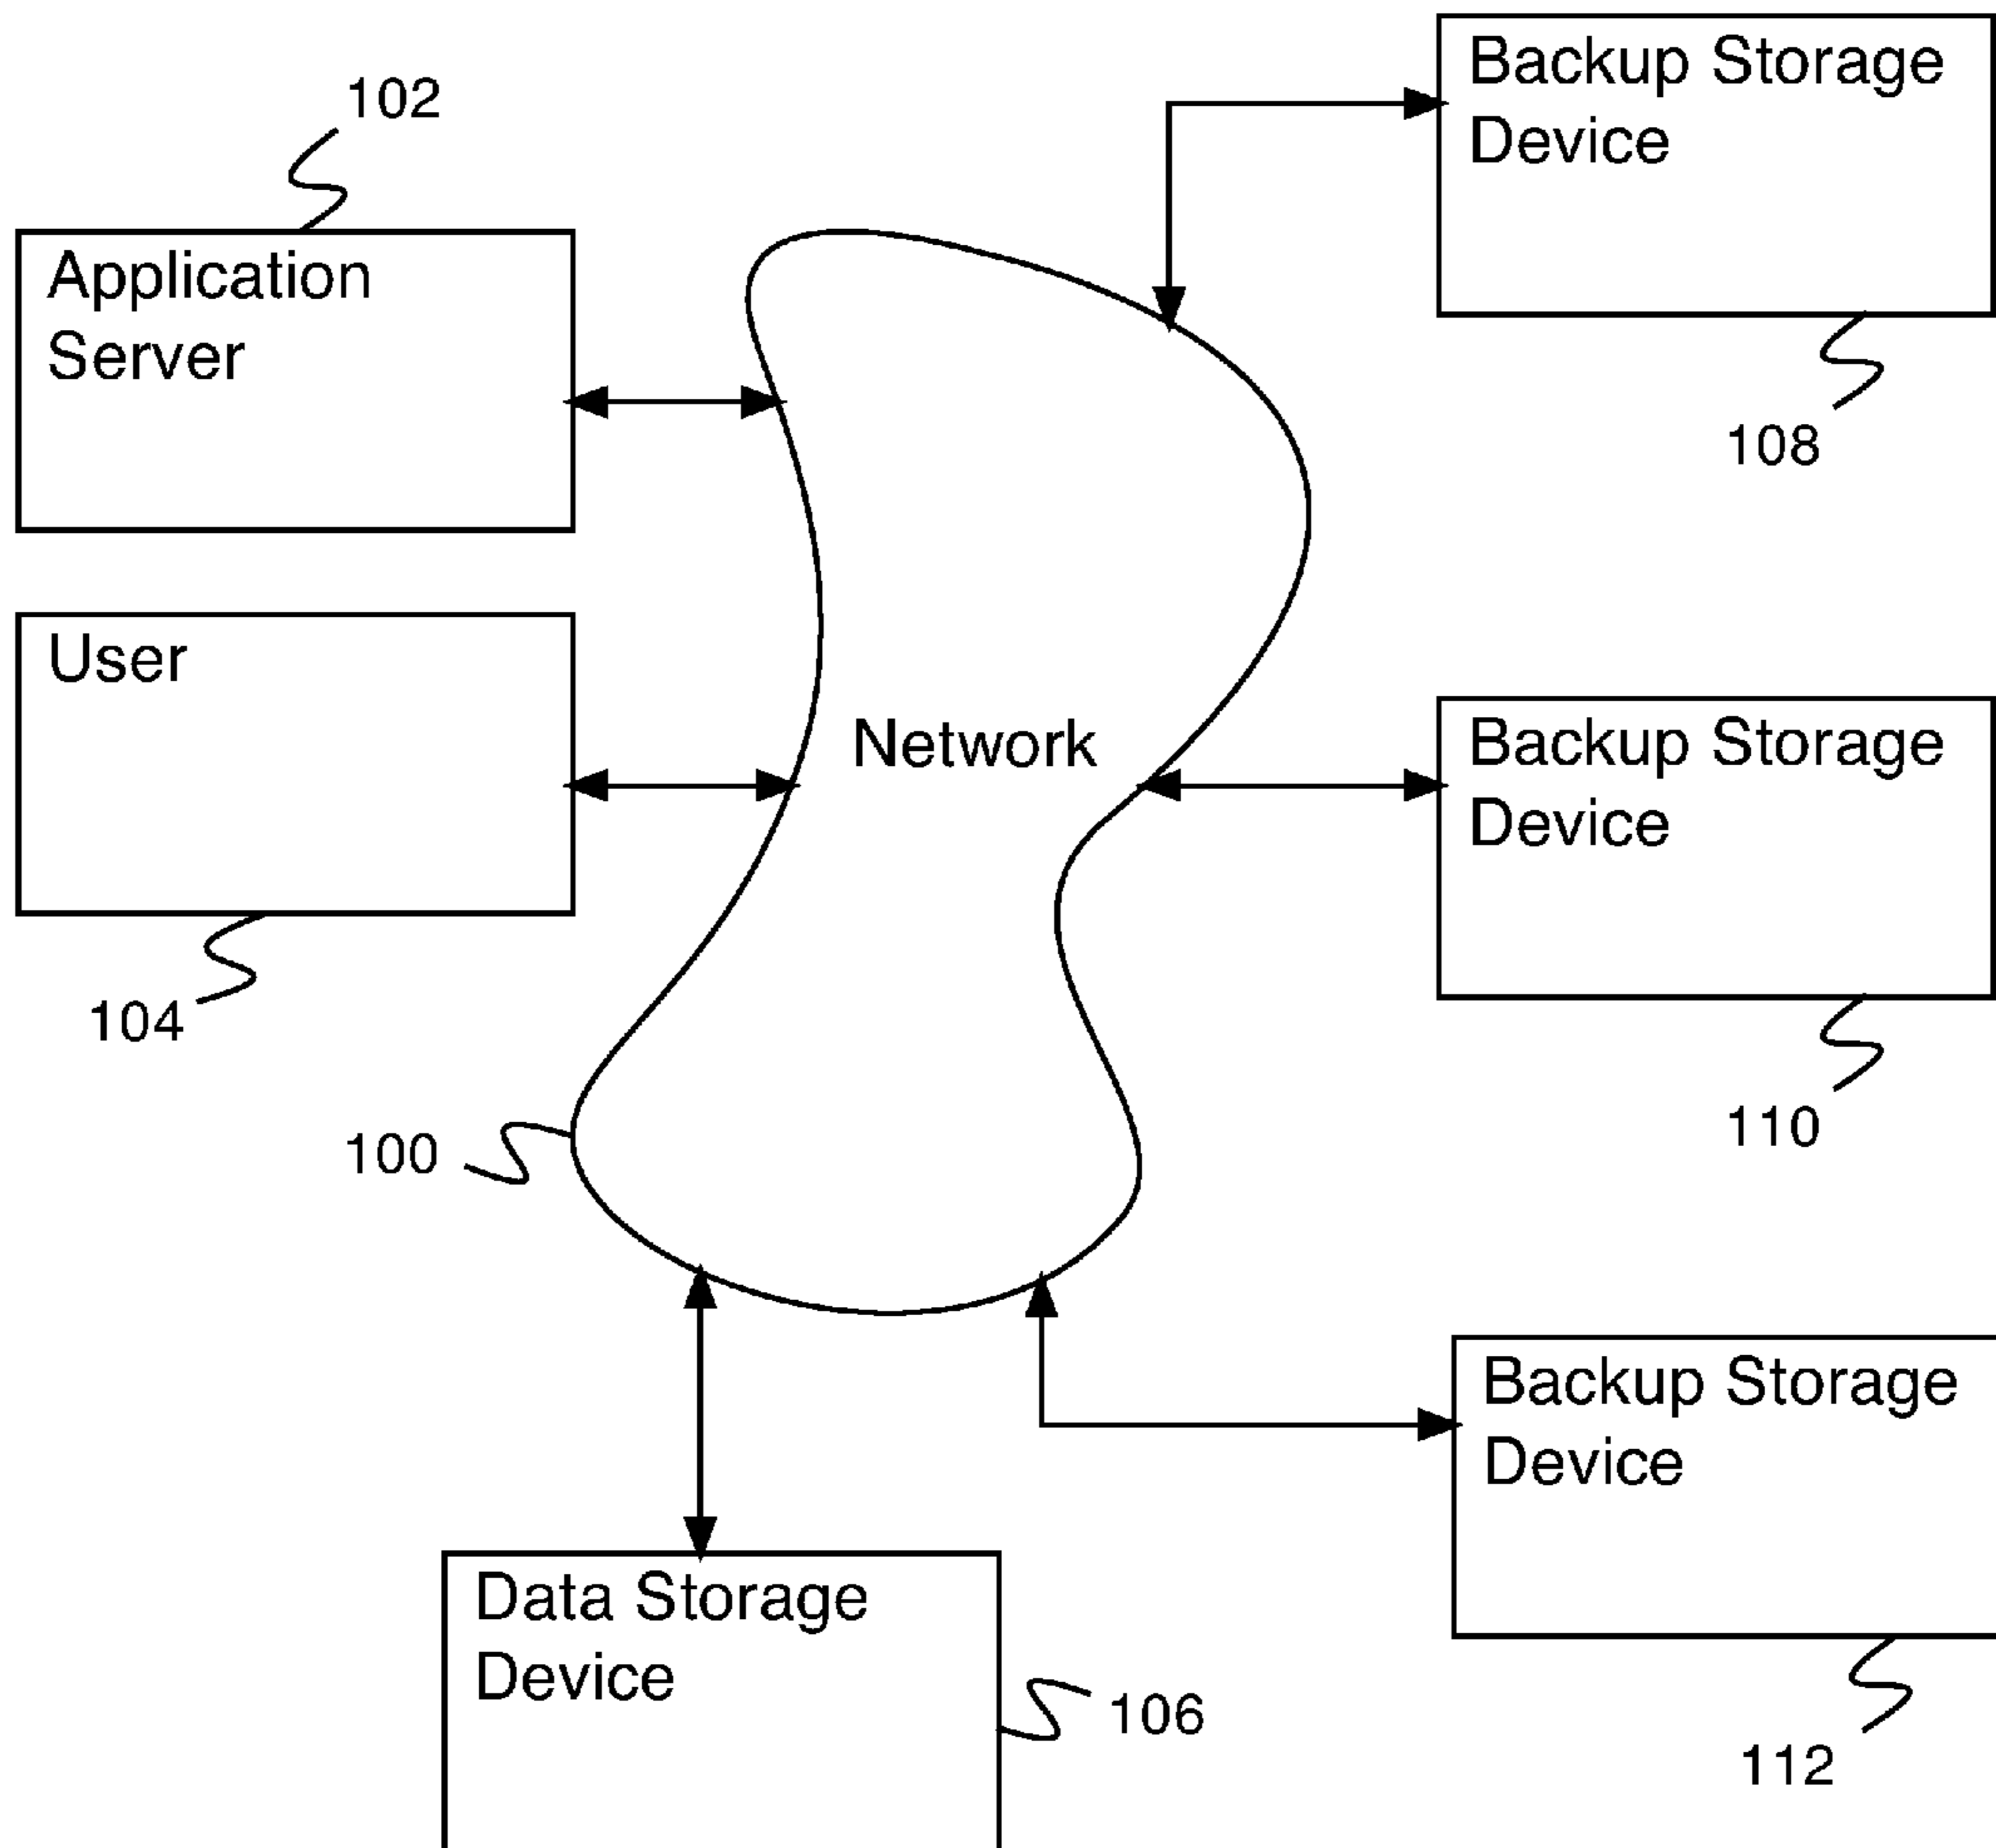 102
Application
Server
User
104
100
Network
Backup Storage
Device
108
Backup Storage
Device
110
Backup Storage
Device
112
Data Storage
Device
106